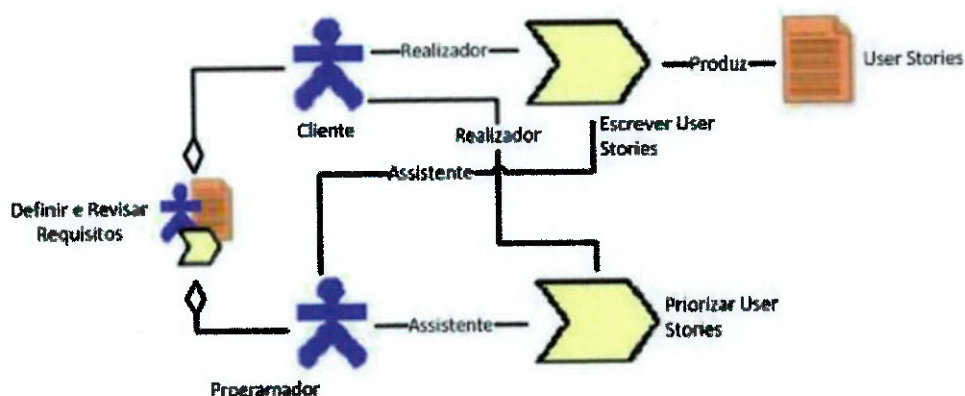 Realizador
Produz
User Stories
Cliente
Realizador
Escrever User
Stories
Assistente
Definir e Revisar
Requisitos
Assistente
Priorizar User
Stories
Programador